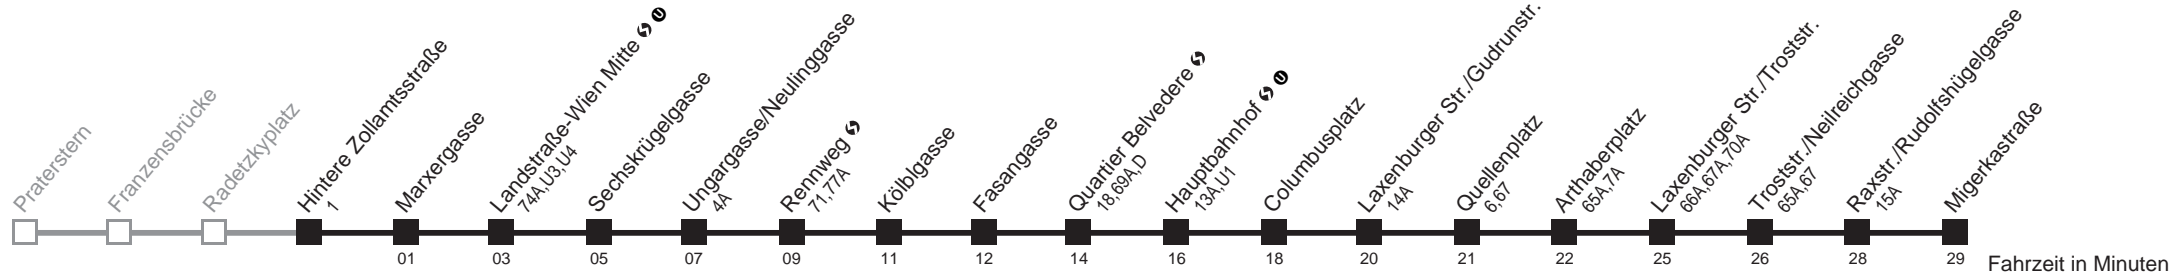 Praterstern
Franzensbrücke
Radetzkyplatz
Hintere Zollamtsstraße
1
Marxergasse
Landstraße-Wien Mitte S U
74A,U3,U4
Sechskrügelgasse
Ungargasse/Neulinggasse
4A
Rennweg S
71,77A
Kölblgasse
Fasangasse
Quartier Belvedere S
18,69A,D
Hauptbahnhof S U
13A,U1
Columbusplatz
Laxenburger Str./Gudrunstr.
14A
Quellenplatz
6,67
Arthaberplatz
65A,7A
Laxenburger Str./Troststr.
66A,67A,70A
Troststr./Neilreichgasse
65A,67
Raxstr./Rudolfshügelgasse
15A
Migerkastraße
01 03 05 07 09 11 12 14 16 18 20 21 22 25 26 28 29 Fahrzeit in Minuten